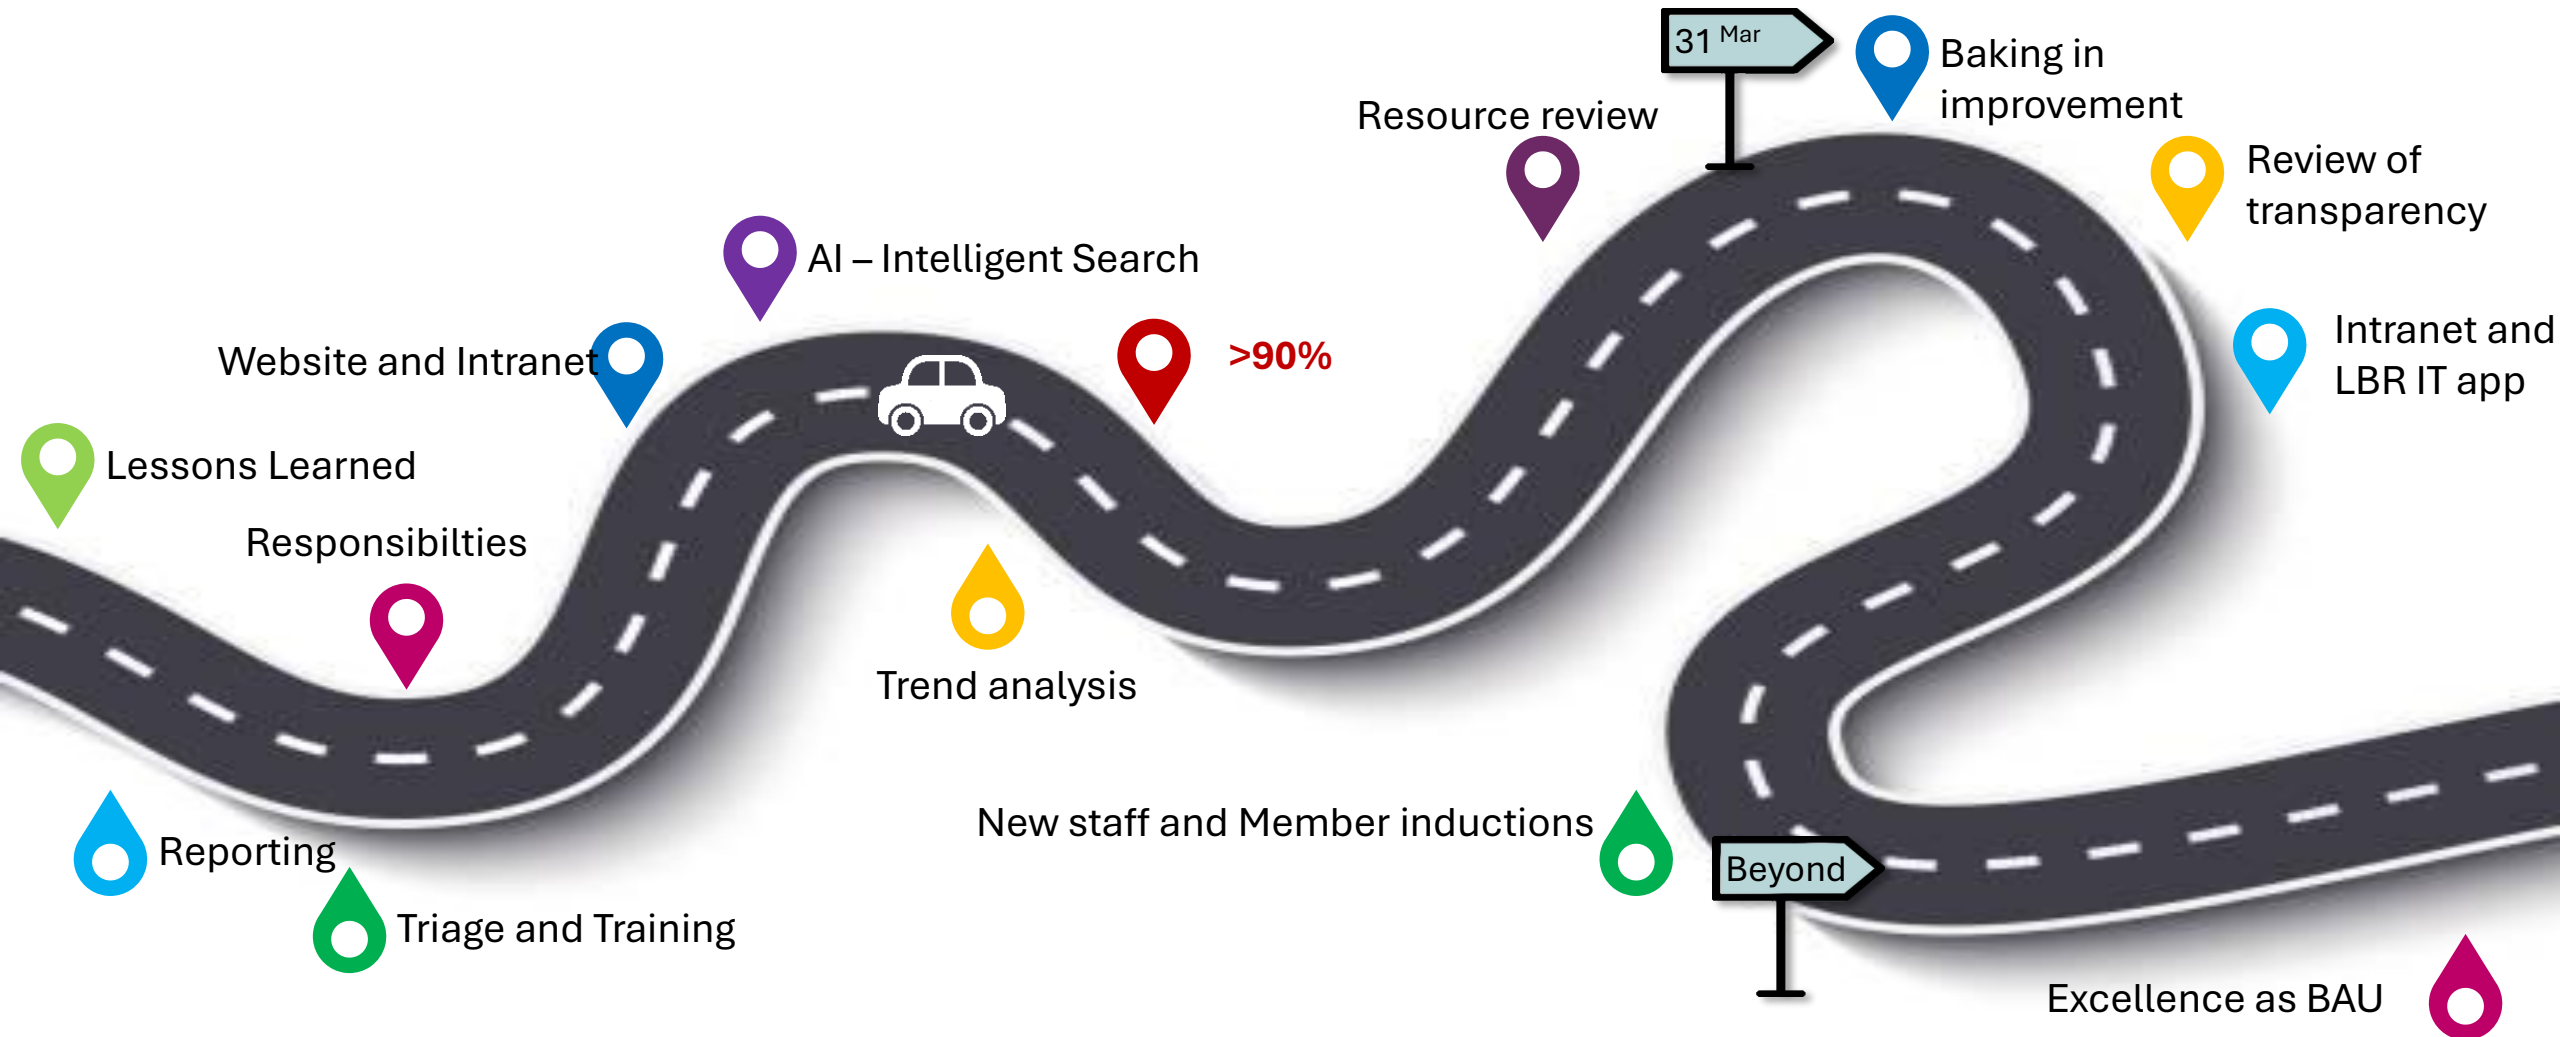 31 Mar
Baking in
improvement
Resource review
Review of
transparency
AI – Intelligent Search
Website and Intranet
>90%
Intranet and
LBR IT app
Lessons Learned
Responsibilties
Trend analysis
New staff and Member inductions
Reporting
Beyond
Triage and Training
Excellence as BAU